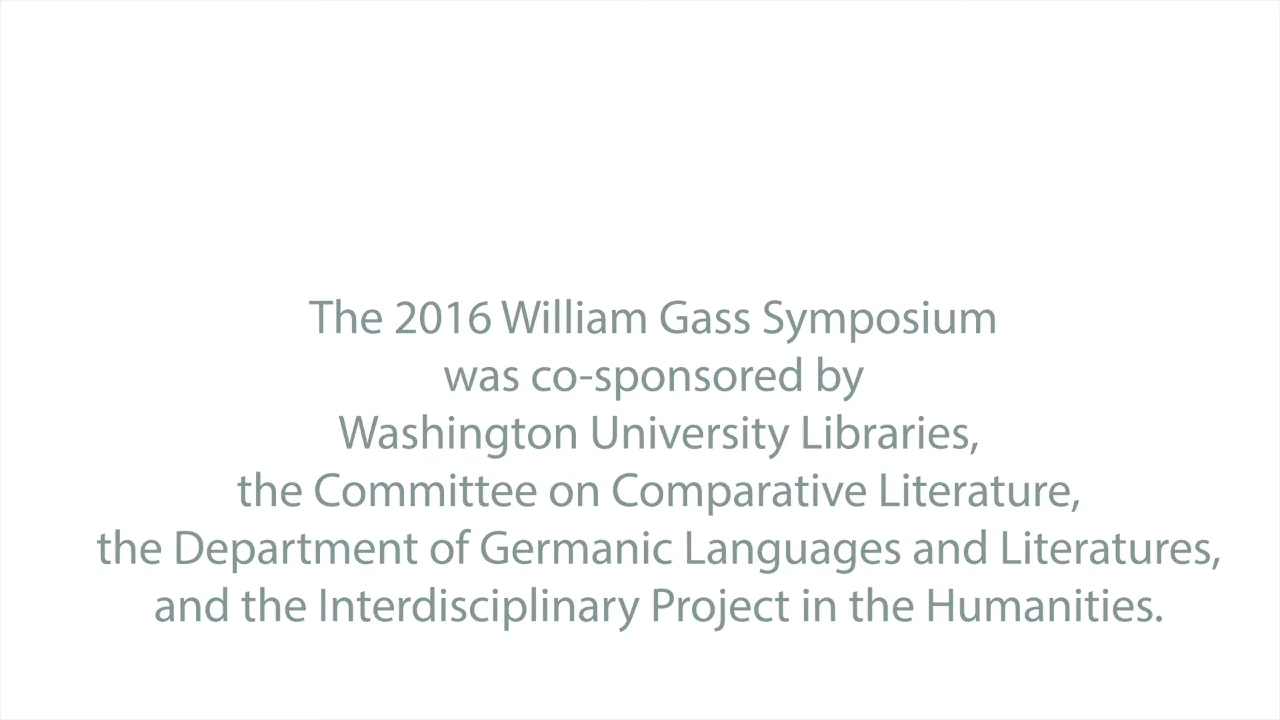 The 2016 William Gass Symposium
was co-sponsored by
Washington University Libraries,
the Committee on Comparative Literature,
the Department of Germanic Languages and Literatures,
and the Interdisciplinary Project in the Humanities.